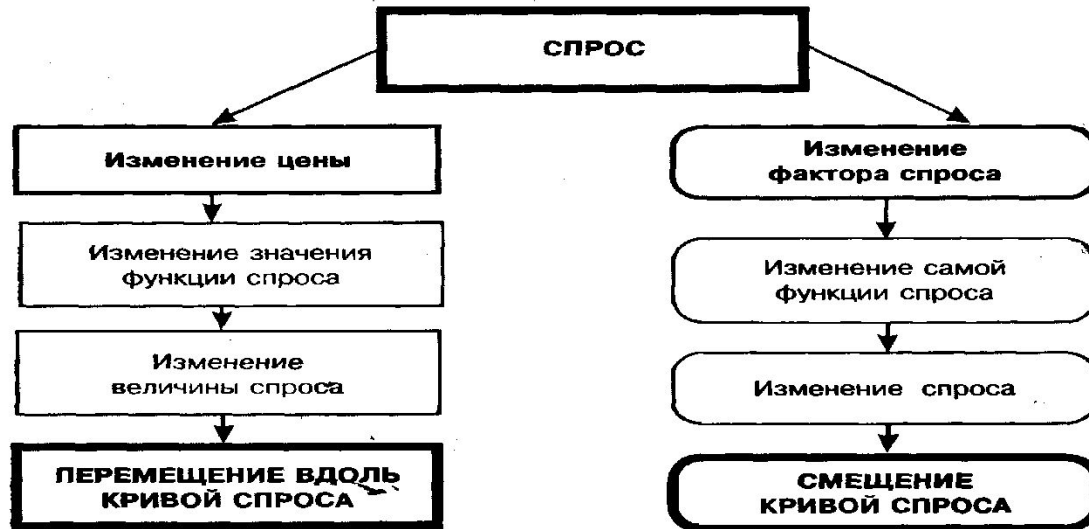 СПРОС
Изменение цены
Изменение значения
функции спроса
Изменение
величины спроса
ПЕРЕМЕЩЕНИЕ ВДОЛЬ
КРИВОЙ СПРОСА
Изменение
фактора спроса
Изменение самой
функции спроса
Изменение спроса
СМЕЩЕНИЕ
КРИВОЙ СПРОСА